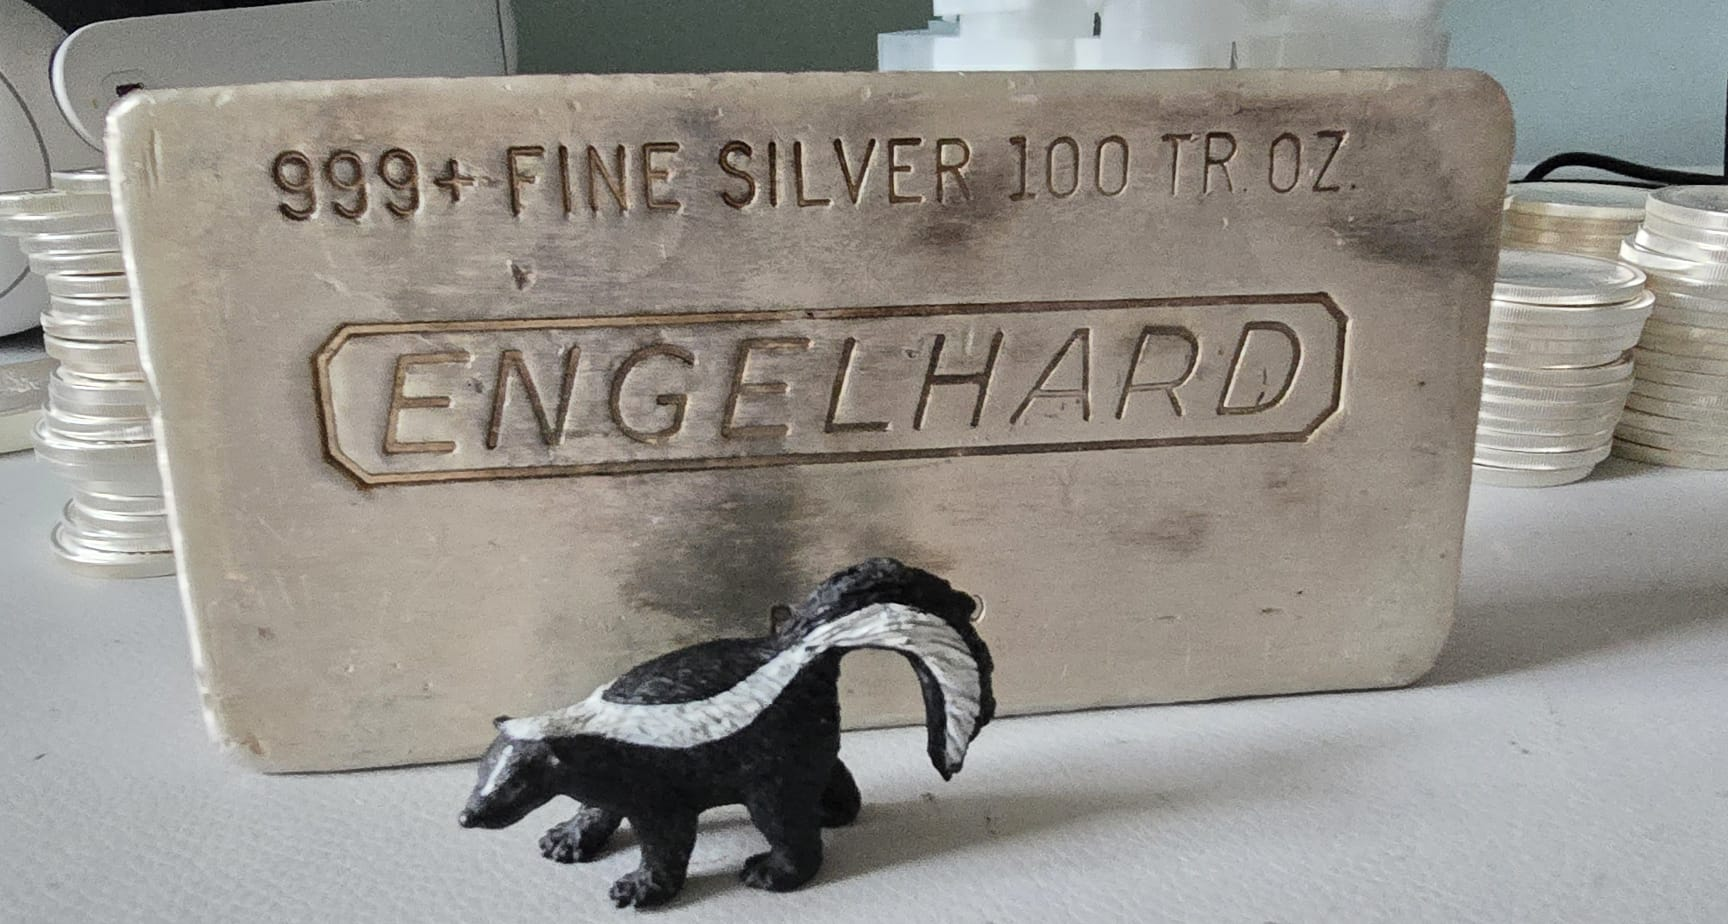 999+ FINE SILVER 100 TR. OZ.
ENGELHARD